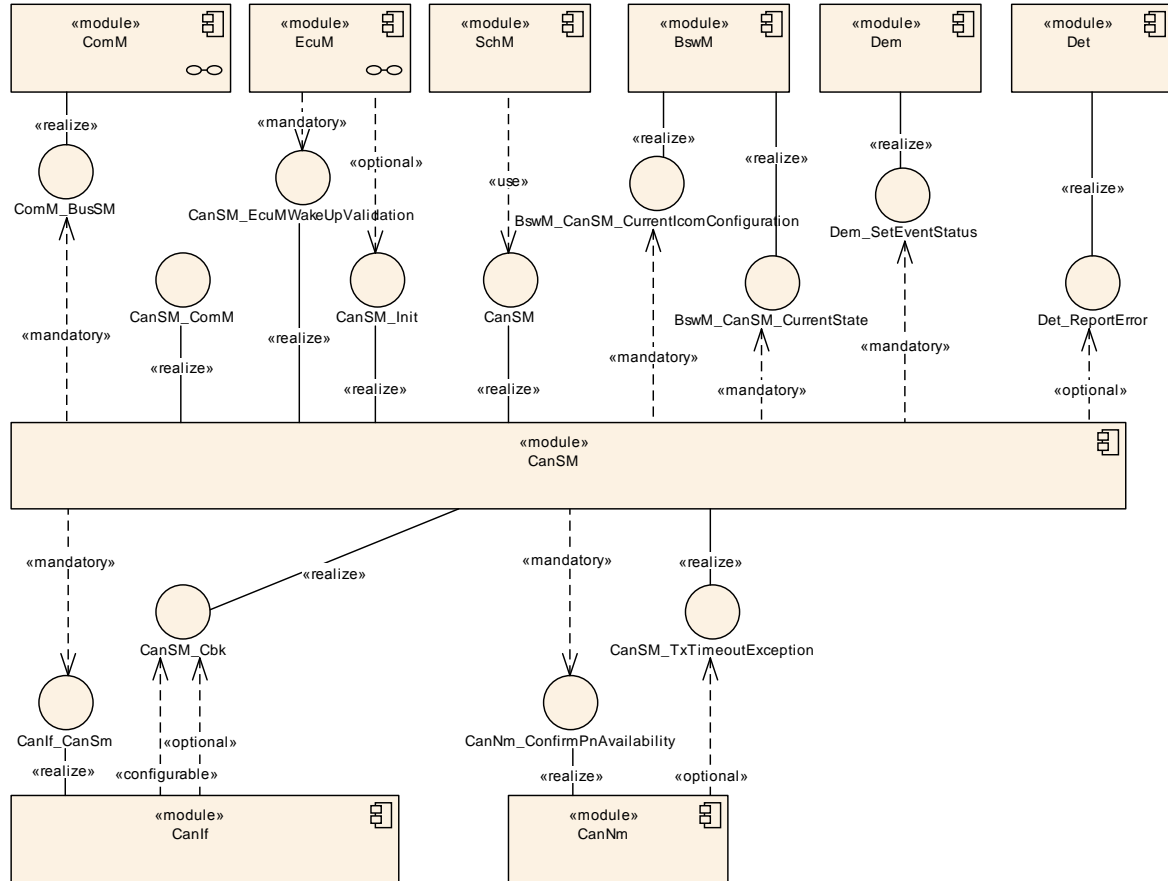 «module»
ComM
«module»
EcuM
«module»
SchM
«module»
BswM
«module»
Dem
«module»
Det
«realize»
«mandatory»
«optional»
«use»
«realize»
«realize»
«realize»
«realize»
ComM_BusSM
CanSM_EcuMWakeUpValidation
BswM_CanSM_CurrentIcomConfiguration
Dem_SetEventStatus
CanSM_ComM
CanSM_Init
CanSM
BswM_CanSM_CurrentState
Det_ReportError
«mandatory»
«realize»
«realize»
«realize»
«realize»
«mandatory»
«mandatory»
«mandatory»
«optional»
«module»
CanSM
«mandatory»
«realize»
«mandatory»
«realize»
CanSM_Cbk
CanSM_TxTimeoutException
CanIf_CanSm
«optional»
CanNm_ConfirmPnAvailability
«realize»
«configurable»
«realize»
«optional»
«module»
CanIf
«module»
CanNm